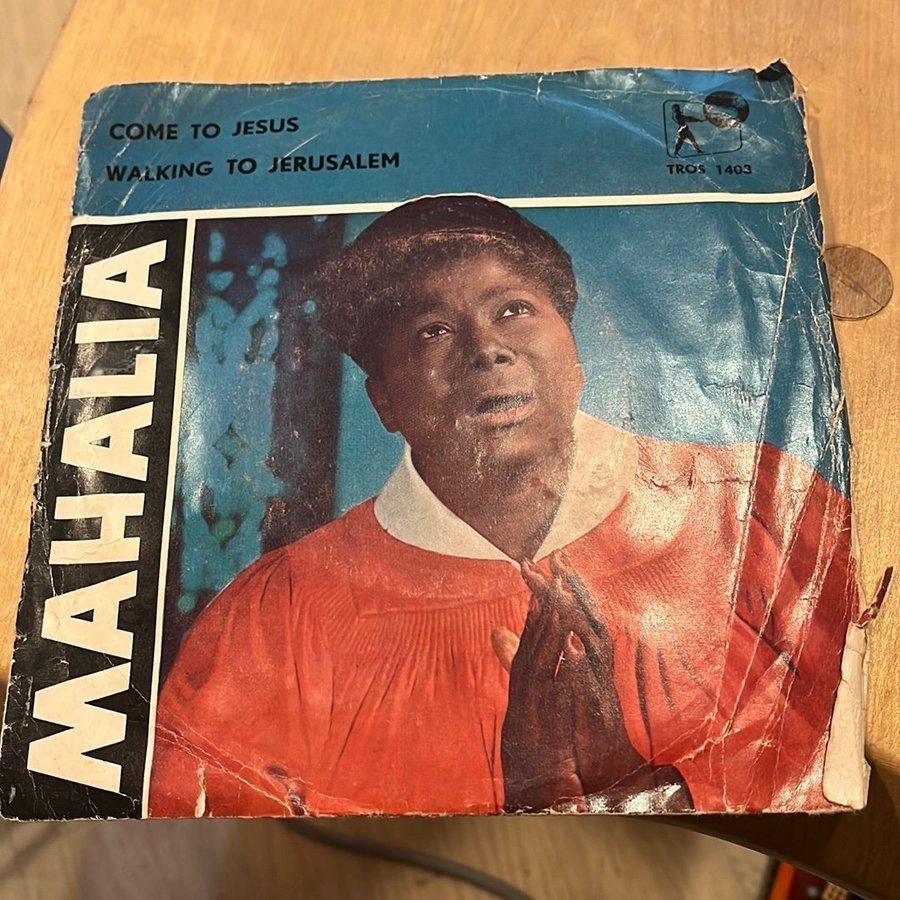 COME TO JESUS
WALKING TO JERUSALEM
TROS 1403
MAHALIA